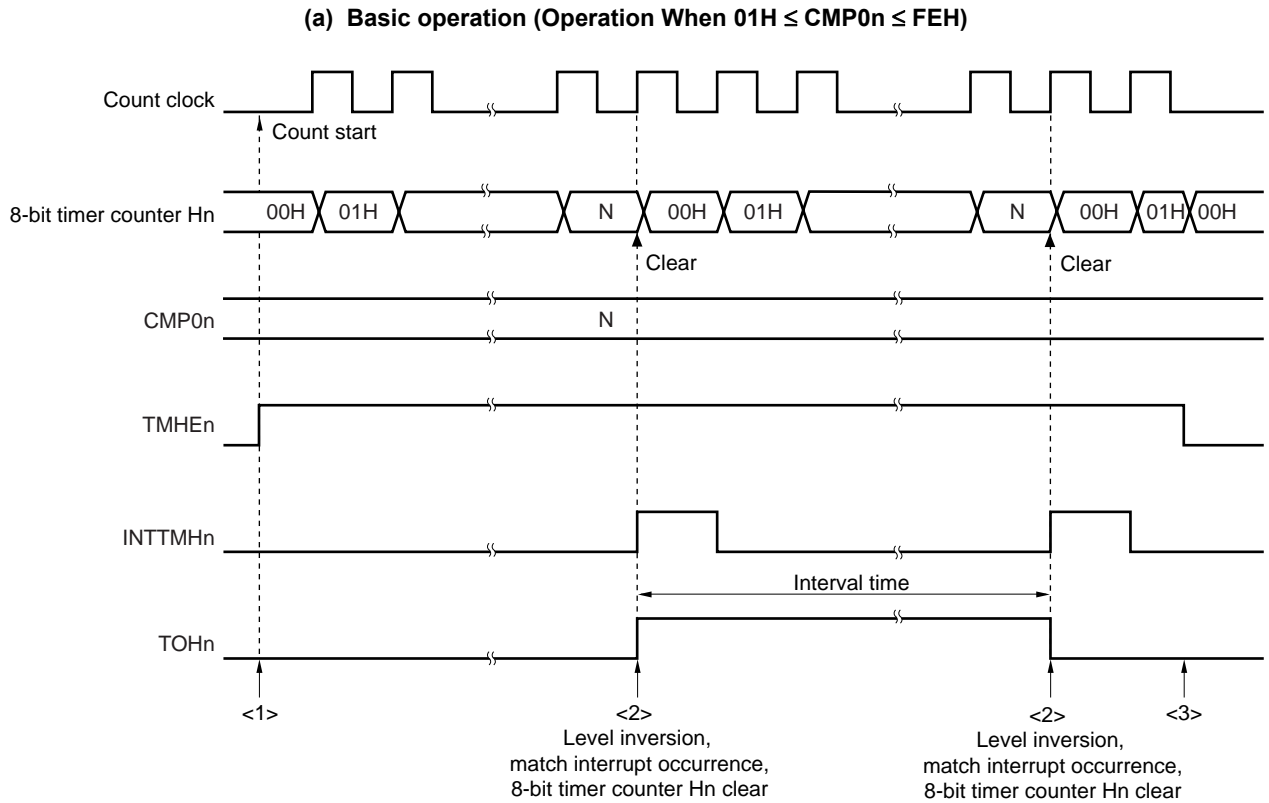 (a) Basic operation (Operation When 01H ≤ CMP0n ≤ FEH)
Count clock
Count start
8-bit timer counter Hn
00H 01H N 00H 01H N 00H 01H 00H
Clear Clear
CMP0n
N
TMHEn
INTTMHn
Interval time
TOHn
<1> <2> <2> <3>
Level inversion,
match interrupt occurrence,
8-bit timer counter Hn clear
Level inversion,
match interrupt occurrence,
8-bit timer counter Hn clear